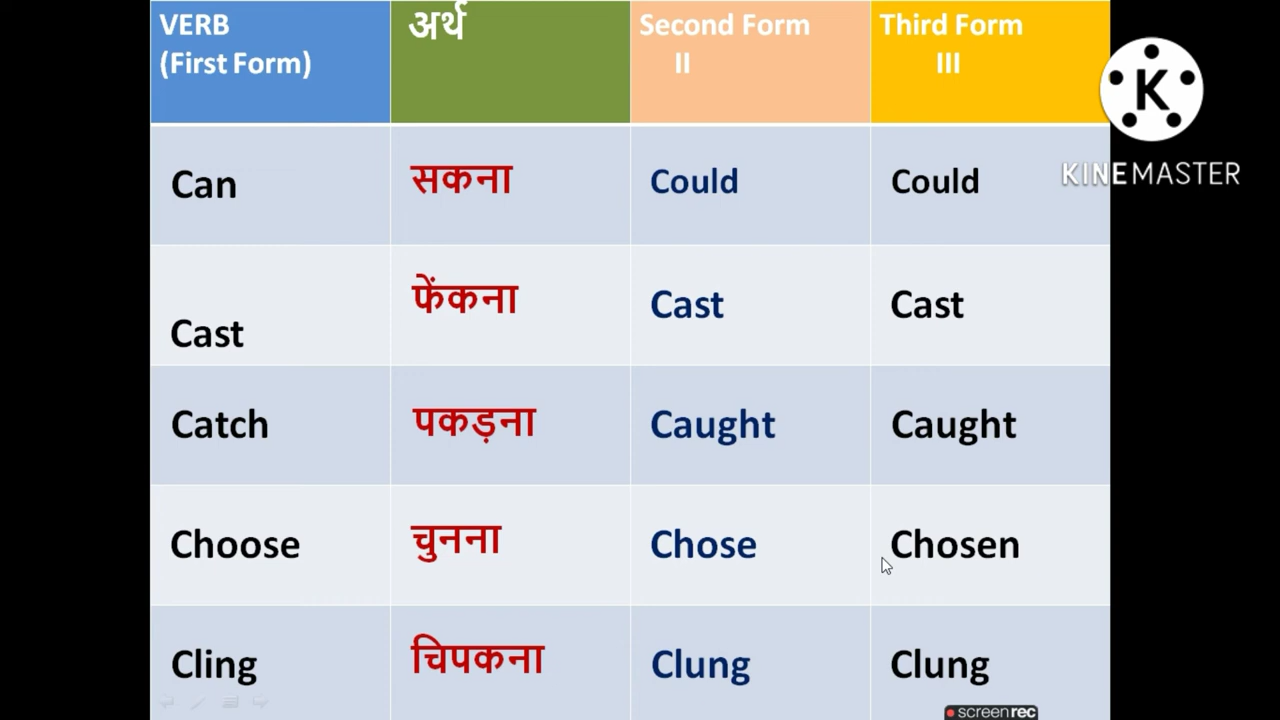 VERB
(First Form)
अर्थ
Second Form
II
Third Form
III
K
KINEMASTER
Can
सकना
Could
Could
Cast
फेंकना
Cast
Cast
Catch
पकड़ना
Caught
Caught
Choose
चुनना
Chose
Chosen
Cling
चिपकना
Clung
Clung
screenrec